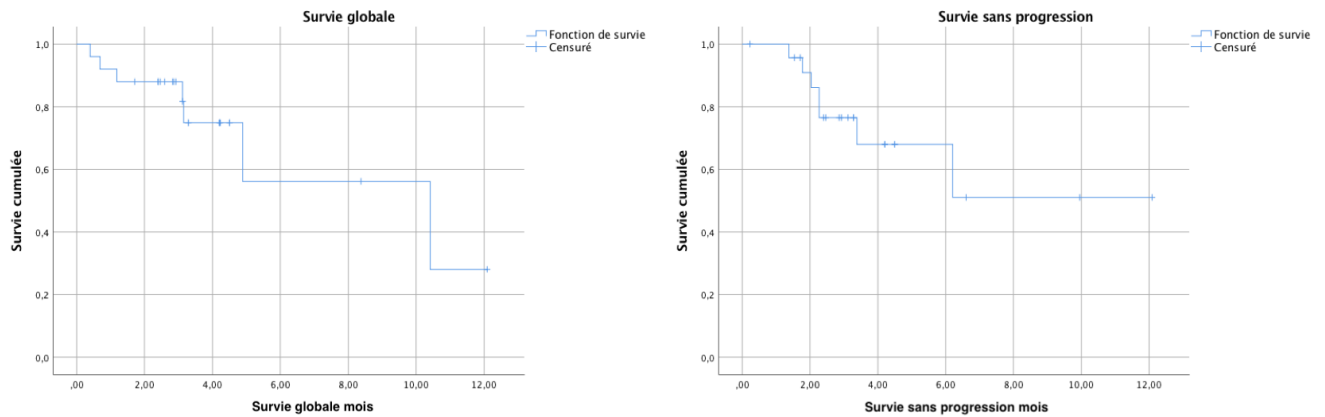 Survie globale
Fonction de survie
Censuré
1,0
0,8
0,6
0,4
0,2
0,0
Survie cumulée
,00 2,00 4,00 6,00 8,00 10,00 12,00
Survie globale mois
Survie sans progression
Fonction de survie
Censuré
1,0
0,8
0,6
0,4
0,2
0,0
Survie cumulée
,00 2,00 4,00 6,00 8,00 10,00 12,00
Survie sans progression mois